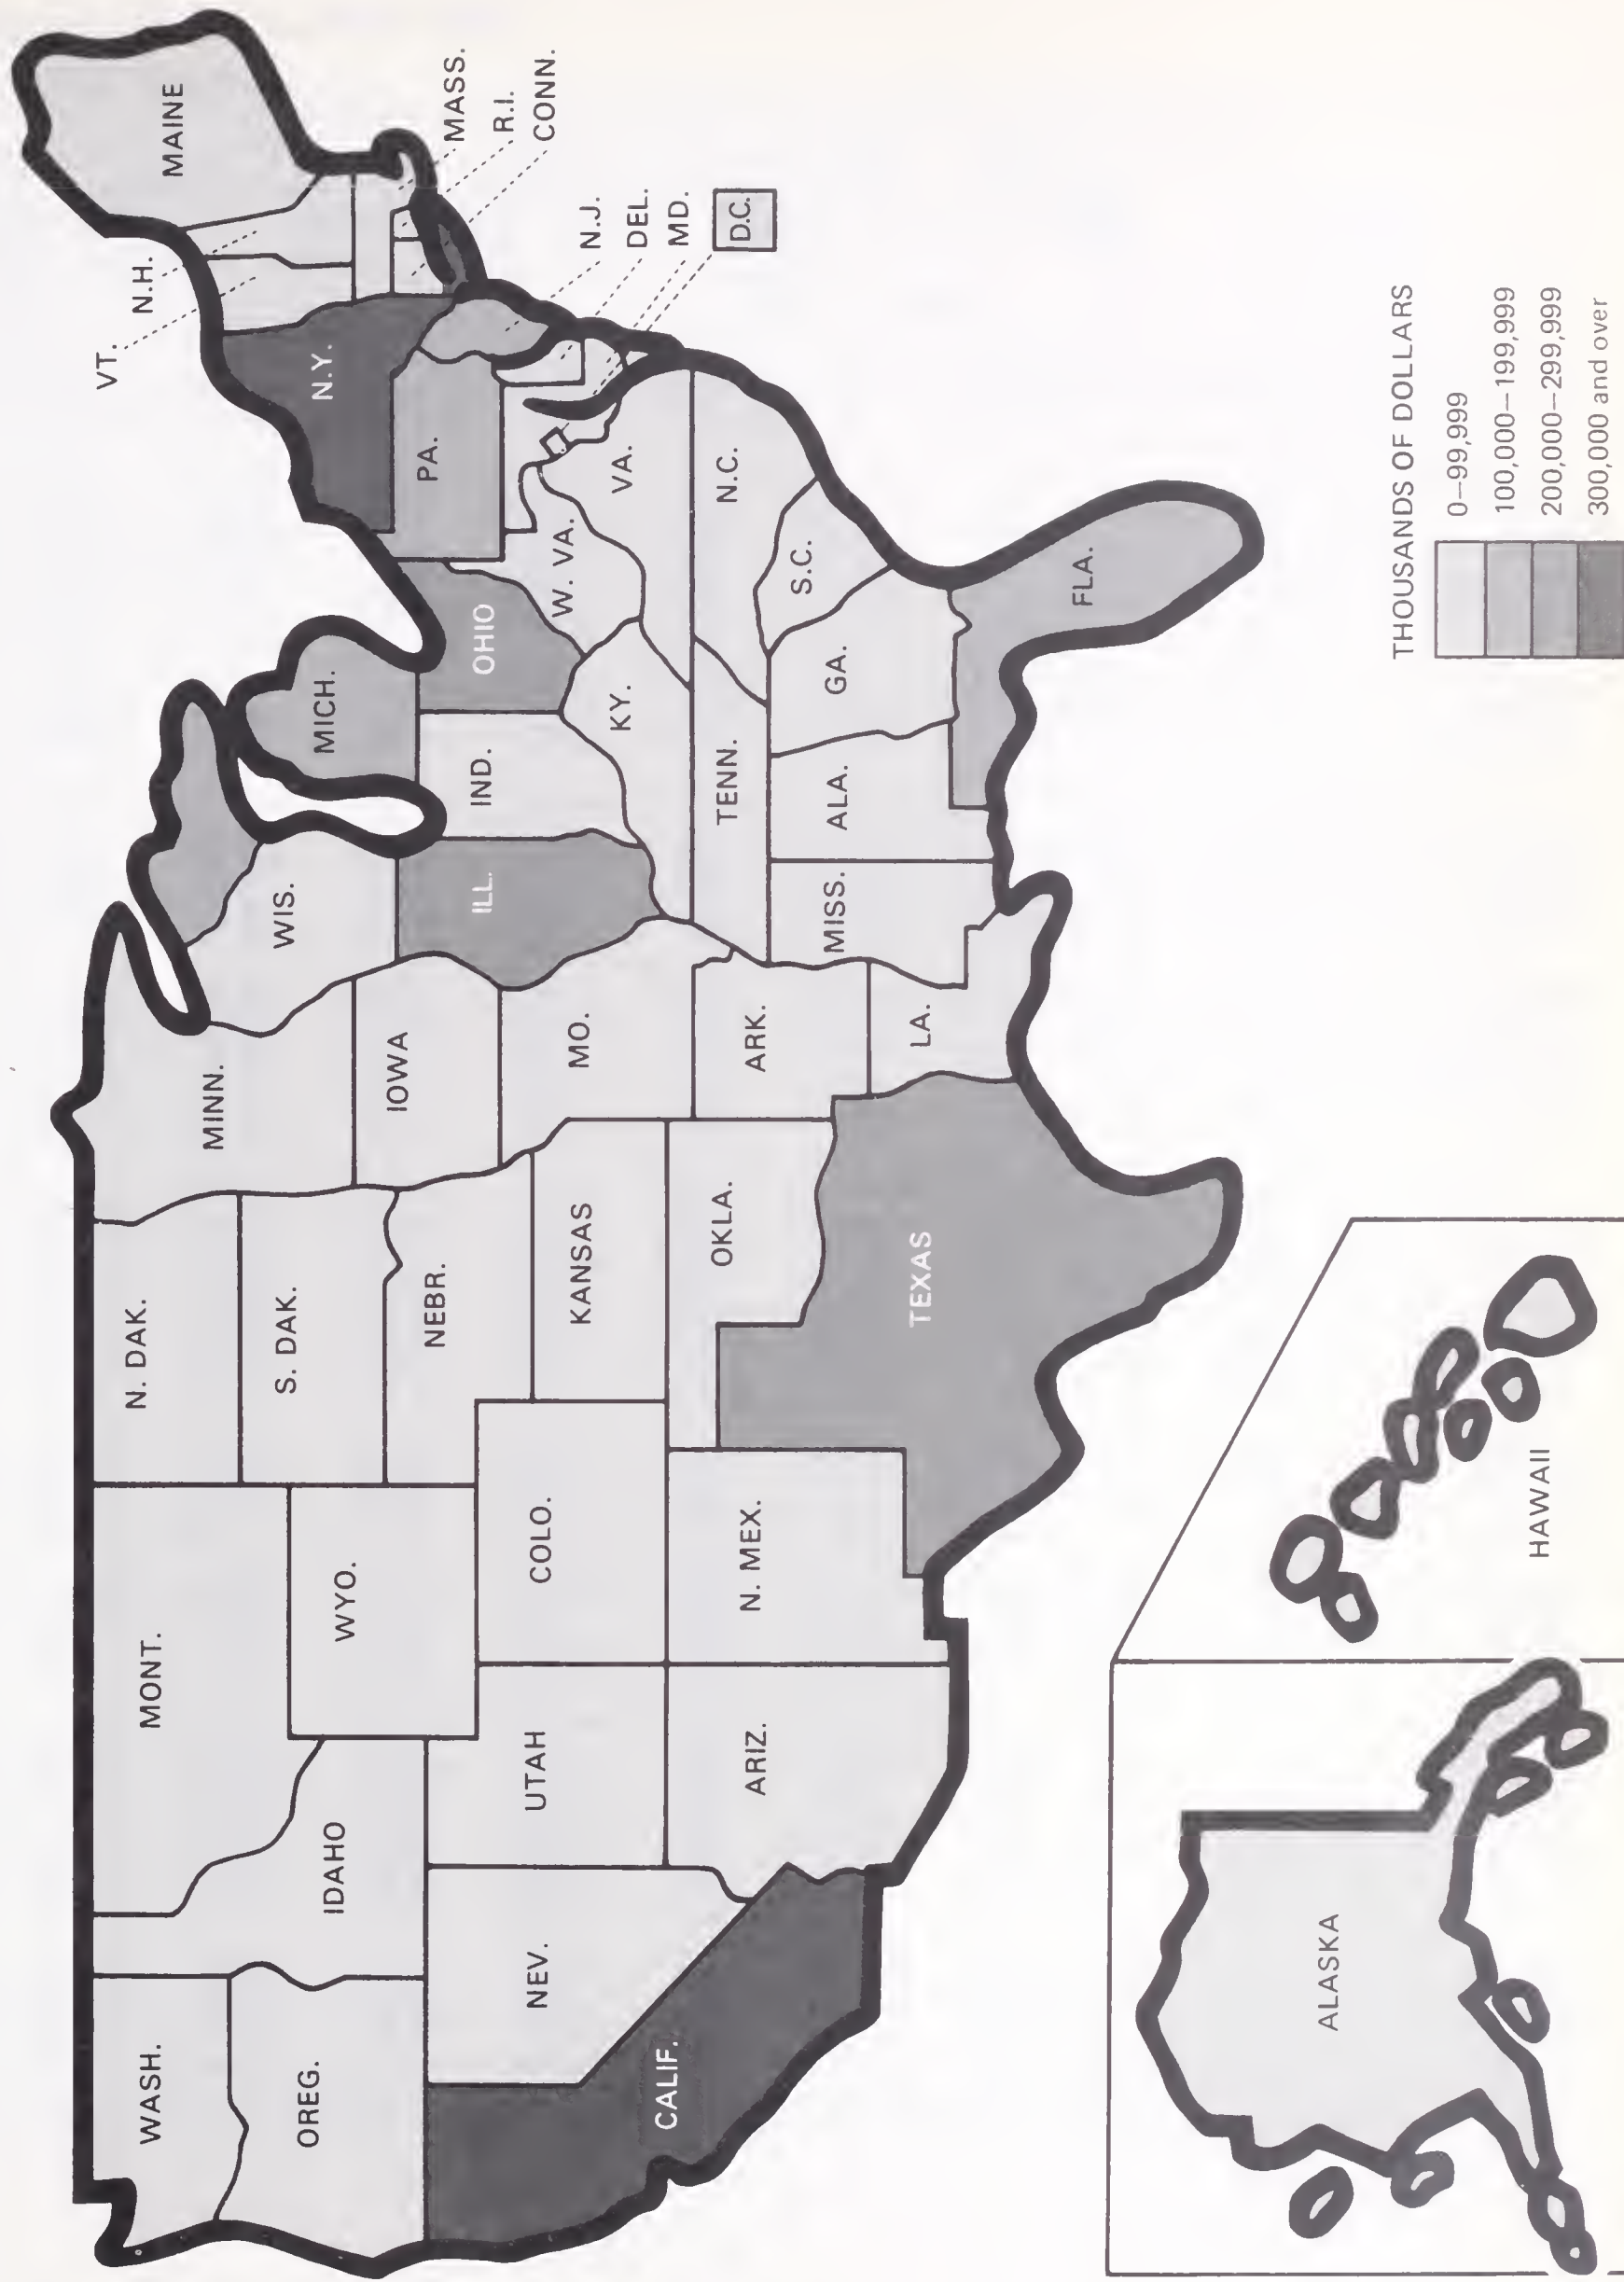 WASH.
OREG.
CALIF.
NEV.
IDAHO
MONT.
WYO.
UTAH
ARIZ.
COLO.
N. MEX.
N. DAK.
S. DAK.
NEBR.
KANSAS
OKLA.
TEXAS
MINN.
IOWA
MO.
ARK.
LA.
WIS.
ILL.
MICH.
IND.
OHIO
KY.
TENN.
MISS.
ALA.
GA.
FLA.
S.C.
N.C.
VA.
W. VA.
PA.
N.Y.
VT.
N.H.
MAINE
MASS.
R.I.
CONN.
N.J.
DEL.
MD.
D.C.
ALASKA
HAWAII
THOUSANDS OF DOLLARS
0–99,999
100,000–199,999
200,000–299,999
300,000 and over